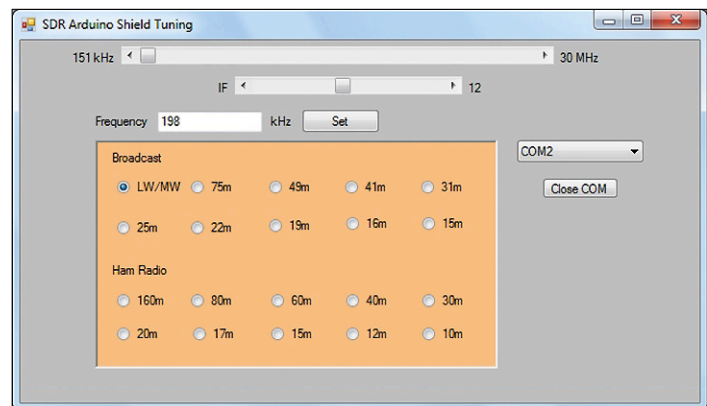 SDR Arduino Shield Tuning
151 kHz 30 MHz
IF 12
Frequency 198 kHz Set
COM2
Close COM
Broadcast
LW/MW 75m 49m 41m 31m
25m 22m 19m 16m 15m
Ham Radio
160m 80m 60m 40m 30m
20m 17m 15m 12m 10m